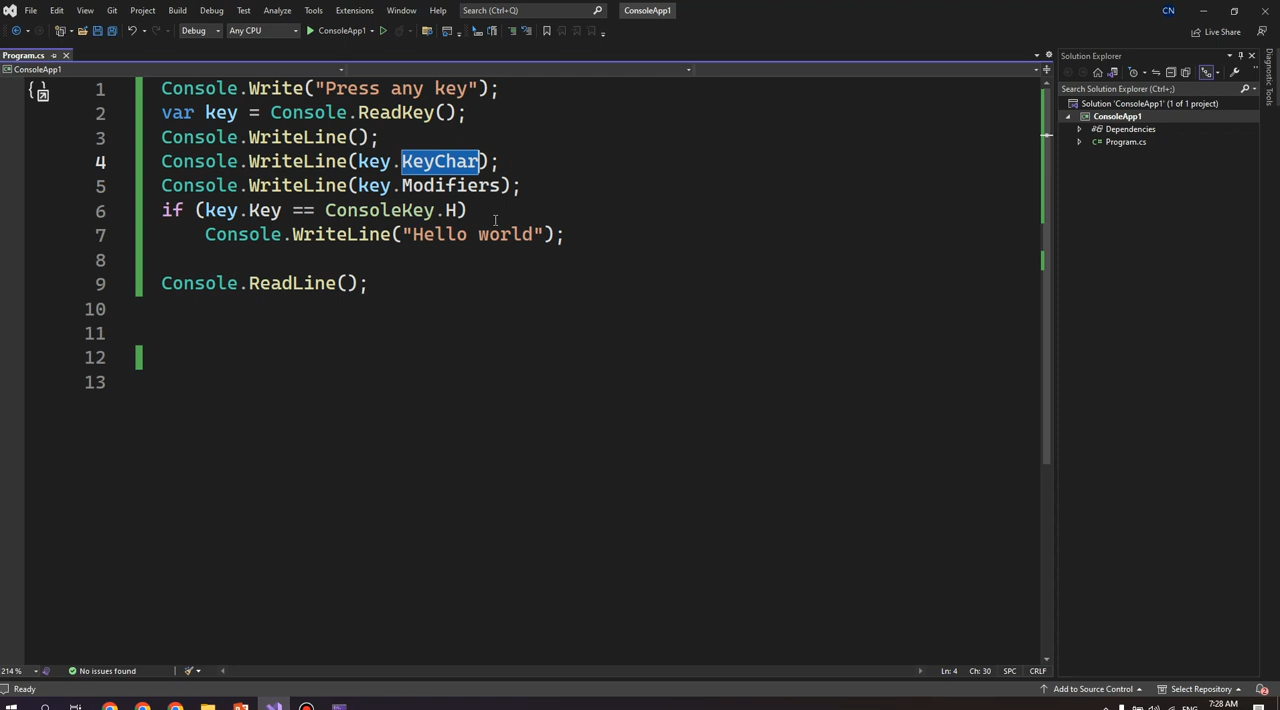 File Edit View Git Project Build Debug Test Analyze Tools Extensions Window Help Search (Ctrl+Q) ConsoleApp1 CN
Debug Any CPU ConsoleApp1 Live Share
Program.cs
ConsoleApp1
1 Console.Write("Press any key");
2 var key = Console.ReadKey();
3 Console.WriteLine();
4 Console.WriteLine(key.KeyChar);
5 Console.WriteLine(key.Modifiers);
6 if (key.Key == ConsoleKey.H)
7 Console.WriteLine("Hello world");
8
9 Console.ReadLine();
10
11
12
13
Solution Explorer
Search Solution Explorer (Ctrl+;)
Solution 'ConsoleApp1' (1 of 1 project)
ConsoleApp1
Dependencies
Program.cs
Diagnostic Tools
214 % No issues found Ln: 4 Ch: 30 SPC CRLF
Ready Add to Source Control Select Repository 2
ENG 7:28 AM